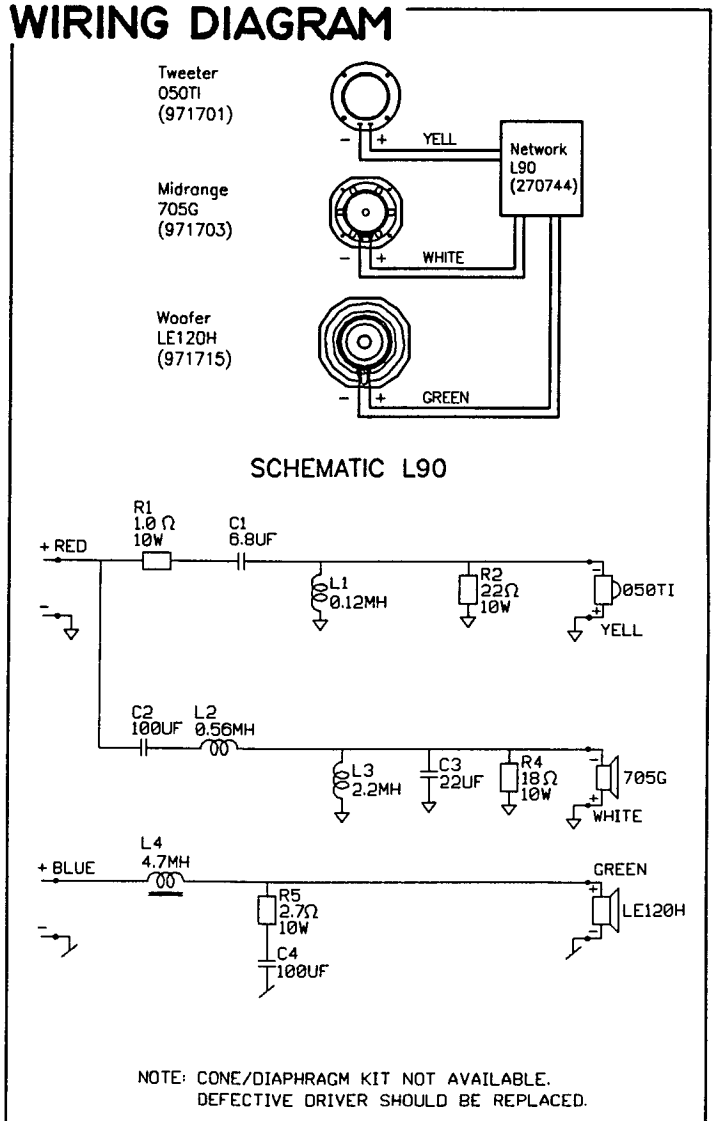 WIRING DIAGRAM
Tweeter
050TI
(971701)
- +
YELL
Network
L90
(270744)
Midrange
705G
(971703)
- +
WHITE
Woofer
LE120H
(971715)
- +
GREEN
SCHEMATIC L90
R1
1.0 Ω
10W
C1
6.8UF
+ RED
-
L1
0.12MH
R2
22Ω
10W
-
050TI
+
YELL
C2
100UF
L2
0.56MH
L3
2.2MH
C3
22UF
R4
18Ω
10W
-
705G
+
WHITE
L4
4.7MH
+ BLUE
-
R5
2.7Ω
10W
C4
100UF
GREEN
+
LE120H
-
NOTE: CONE/DIAPHRAGM KIT NOT AVAILABLE.
DEFECTIVE DRIVER SHOULD BE REPLACED.